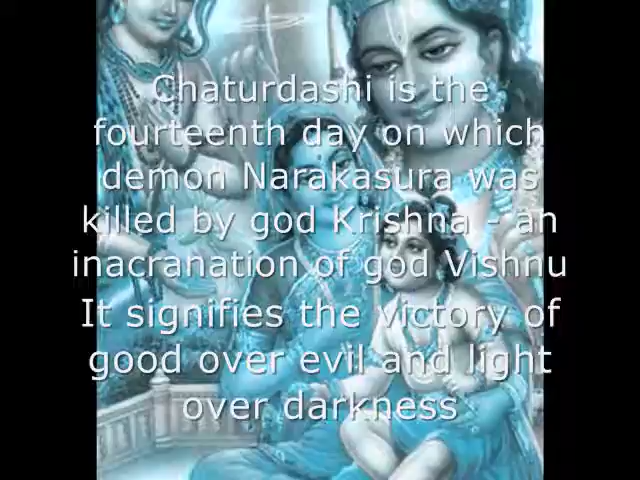 Chaturdashi is the
fourteenth day on which
demon Narakasura was
killed by god Krishna - an
inacranation of god Vishnu
It signifies the victory of
good over evil and light
over darkness